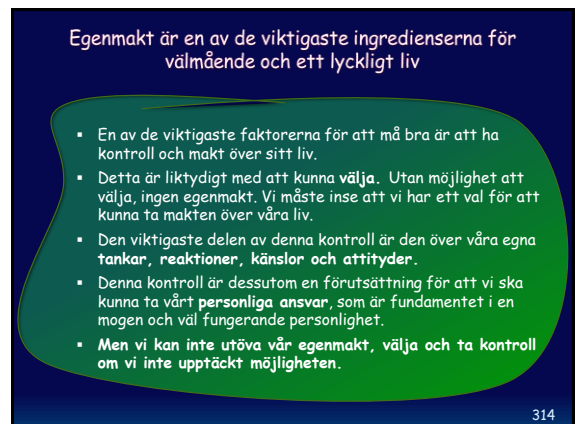 Egenmakt är en av de viktigaste ingredienserna för
välmående och ett lyckligt liv
▪ En av de viktigaste faktorerna för att må bra är att ha
kontroll och makt över sitt liv.
▪ Detta är liktydigt med att kunna välja. Utan möjlighet att
välja, ingen egenmakt. Vi måste inse att vi har ett val för att
kunna ta makten över våra liv.
▪ Den viktigaste delen av denna kontroll är den över våra egna
tankar, reaktioner, känslor och attityder.
▪ Denna kontroll är dessutom en förutsättning för att vi ska
kunna ta vårt personliga ansvar, som är fundamentet i en
mogen och väl fungerande personlighet.
▪ Men vi kan inte utöva vår egenmakt, välja och ta kontroll
om vi inte upptäckt möjligheten.
314